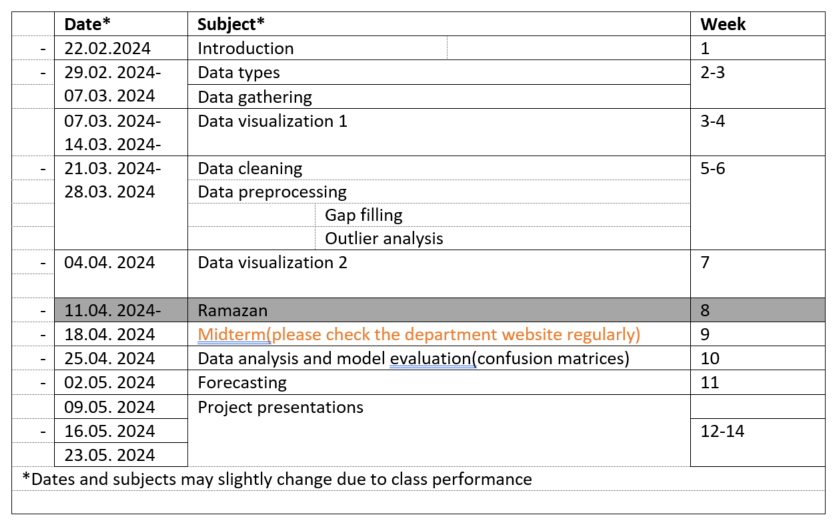 Date* Subject* Week
- 22.02.2024 Introduction 1
- 29.02. 2024- Data types 2-3
07.03. 2024 Data gathering
07.03. 2024- Data visualization 1 3-4
14.03. 2024-
- 21.03. 2024- Data cleaning 5-6
28.03. 2024 Data preprocessing
Gap filling
Outlier analysis
- 04.04. 2024 Data visualization 2 7
- 11.04. 2024- Ramazan 8
- 18.04. 2024 Midterm(please check the department website regularly) 9
- 25.04. 2024 Data analysis and model evaluation(confusion matrices) 10
- 02.05. 2024 Forecasting 11
09.05. 2024 Project presentations
- 16.05. 2024 12-14
23.05. 2024
*Dates and subjects may slightly change due to class performance